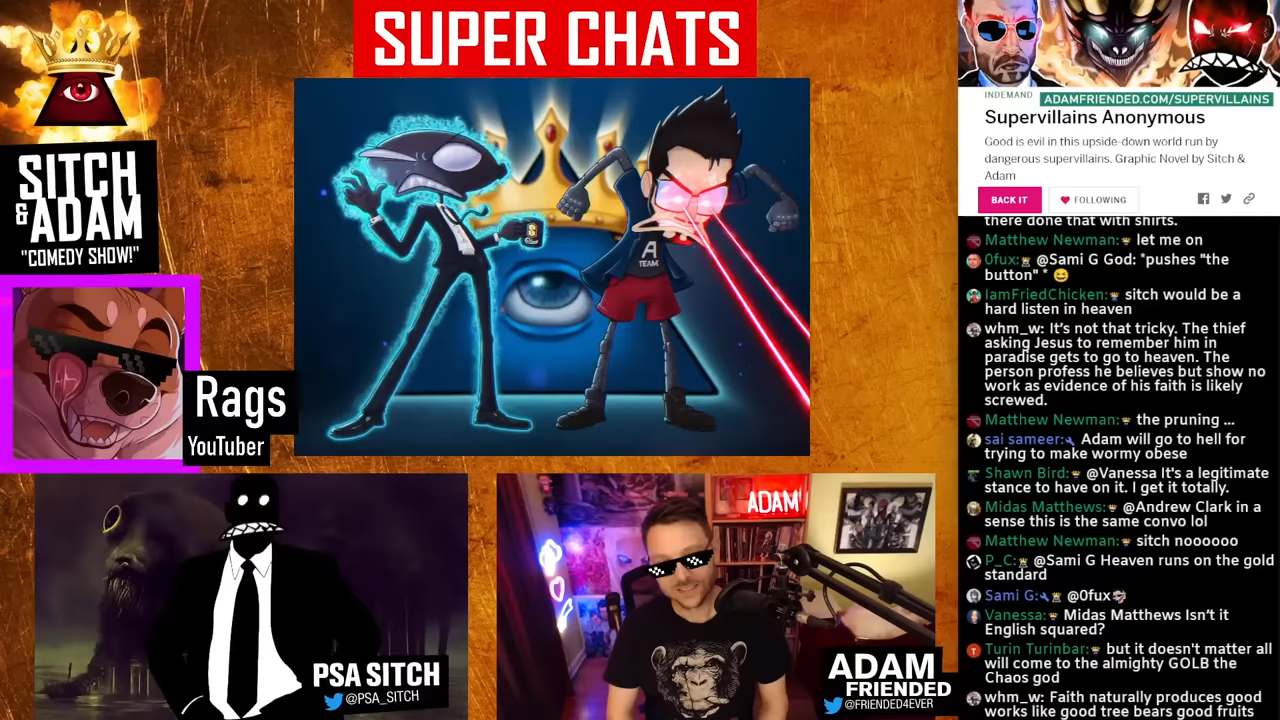 SUPER CHATS
SITCH
& ADAM
"COMEDY SHOW!"
Rags
YouTuber
$
A
TEAM
PSA SITCH
@PSA_SITCH
ADAM
ADAM
FRIENDED
@FRIENDED4EVER
INDEMAND
ADAMFRIENDED.COM/SUPERVILLAINS
Supervillains Anonymous
Good is evil in this upside-down world run by
dangerous supervillains. Graphic Novel by Sitch &
Adam
BACK IT
FOLLOWING
there done that with shirts.
Matthew Newman: let me on
0fux: @Sami G God: *pushes "the
button" * 😆
IamFriedChicken: sitch would be a
hard listen in heaven
whm_w: It's not that tricky. The thief
asking Jesus to remember him in
paradise gets to go to heaven. The
person profess he believes but show no
work as evidence of his faith is likely
screwed.
Matthew Newman: the pruning ...
sai sameer: Adam will go to hell for
trying to make wormy obese
Shawn Bird: @Vanessa It's a legitimate
stance to have on it. I get it totally.
Midas Matthews: @Andrew Clark in a
sense this is the same convo lol
Matthew Newman: sitch noooooo
P_C: @Sami G Heaven runs on the gold
standard
Sami G: @0fux
Vanessa: Midas Matthews Isn't it
English squared?
Turin Turinbar: but it doesn't matter all
will come to the almighty GOLB the
Chaos god
whm_w: Faith naturally produces good
works like good tree bears good fruits